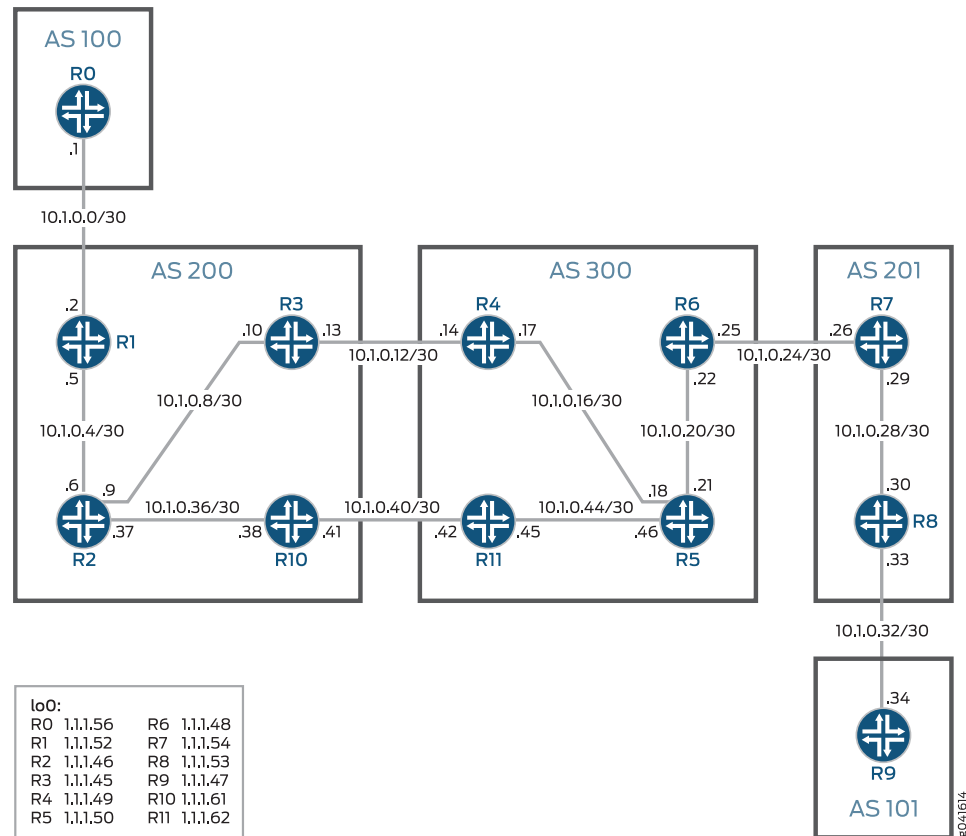 AS 100
R0
.1
10.1.0.0/30
AS 200
AS 300
AS 201
.2
R1
.5
R3
.10
.13
R4
.14
.17
R6
.25
.22
R7
.26
.29
10.1.0.12/30
10.1.0.24/30
10.1.0.8/30
10.1.0.16/30
10.1.0.4/30
10.1.0.20/30
10.1.0.28/30
.6
.9
.37
R2
10.1.0.36/30
.38
.41
R10
10.1.0.40/30
.42
.45
R11
10.1.0.44/30
.18
.21
.46
R5
.30
R8
.33
10.1.0.32/30
.34
R9
AS 101
lo0:
R0 1.1.1.56 R6 1.1.1.48
R1 1.1.1.52 R7 1.1.1.54
R2 1.1.1.46 R8 1.1.1.53
R3 1.1.1.45 R9 1.1.1.47
R4 1.1.1.49 R10 1.1.1.61
R5 1.1.1.50 R11 1.1.1.62
g041614